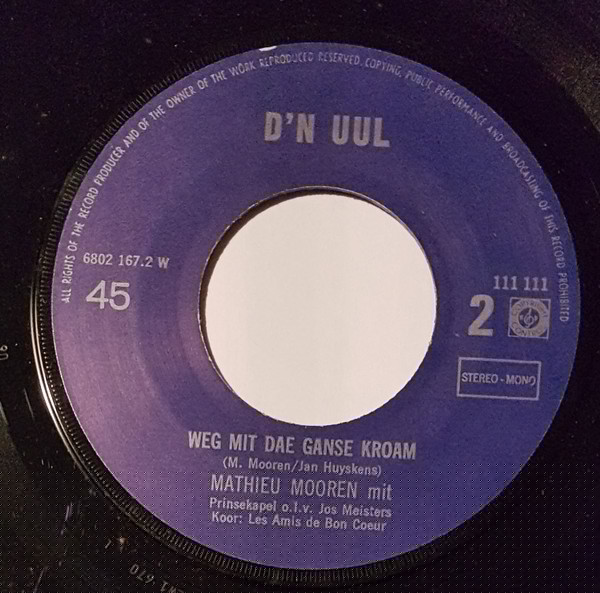 ALL RIGHTS OF THE RECORD PRODUCER AND OF THE OWNER OF THE WORK REPRODUCED RESERVED. COPYING, PUBLIC PERFORMANCE AND BROADCASTING OF THIS RECORD PROHIBITED
D'N UUL
6802 167.2 W
45
111 111
2
STEREO - MONO
WEG MIT DAE GANSE KROAM
(M. Mooren/Jan Huyskens)
MATHIEU MOOREN mit
Prinsekapel o.l.v. Jos Meisters
Koor: Les Amis de Bon Coeur
670